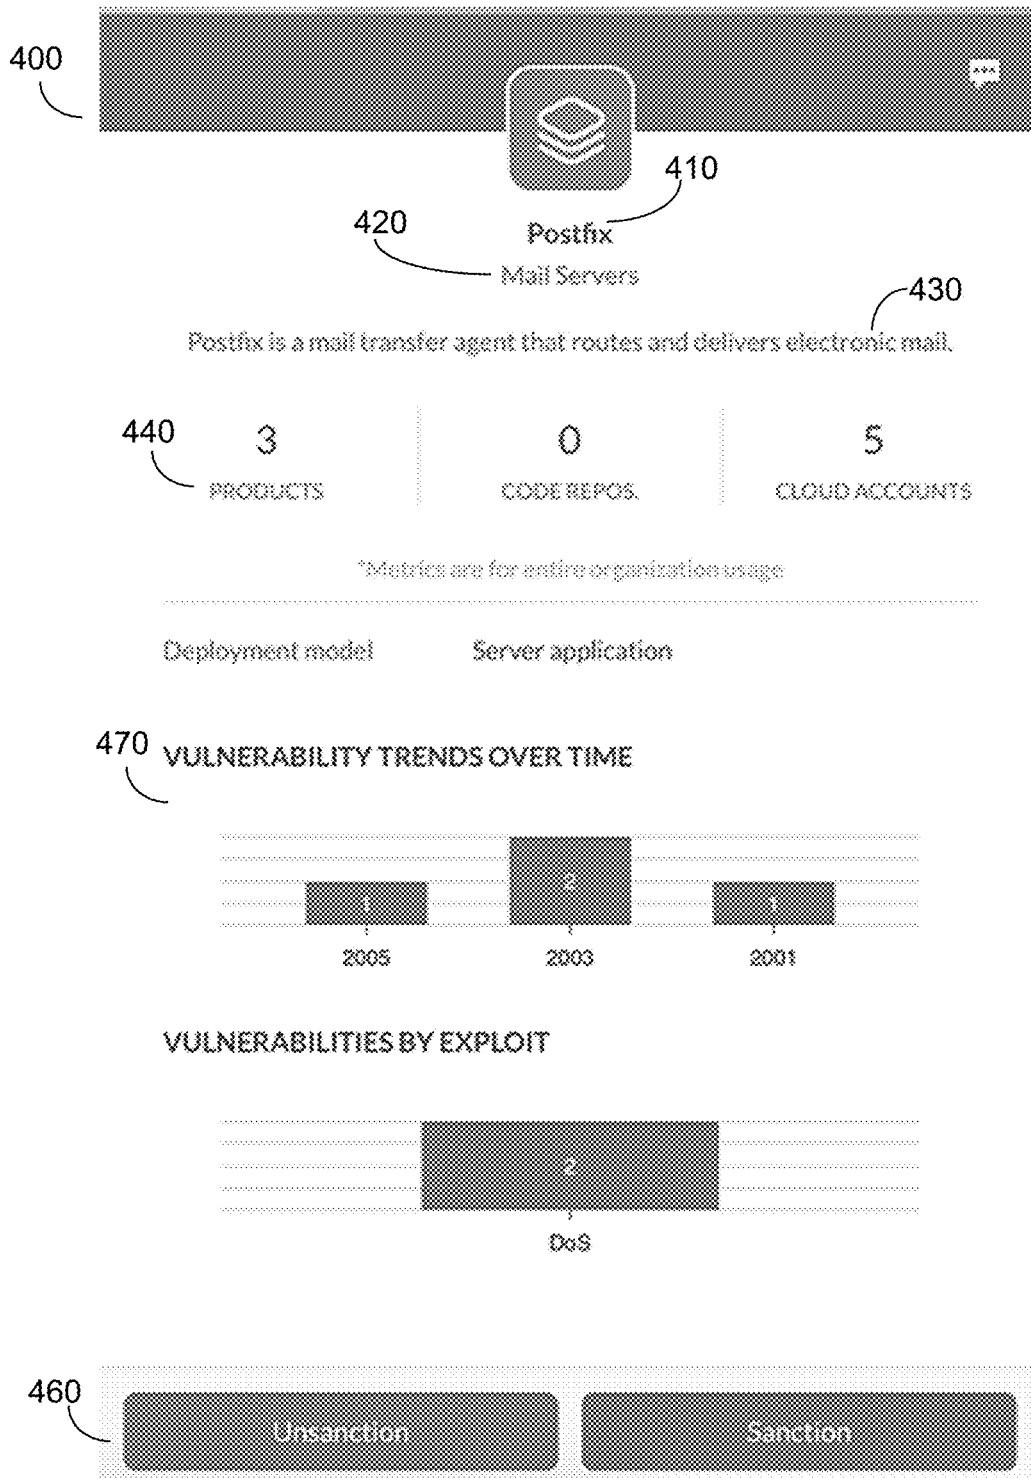 400
410
420
Postfix
Mail Servers
430
Postfix is a mail transfer agent that routes and delivers electronic mail.
440 3 0 5
PRODUCTS CODE REPOS. CLOUD ACCOUNTS
*Metrics are for entire organization usage
Deployment model Server application
470 VULNERABILITY TRENDS OVER TIME
1 2 1
2005 2003 2001
VULNERABILITIES BY EXPLOIT
2
DoS
460
Unsanction Sanction